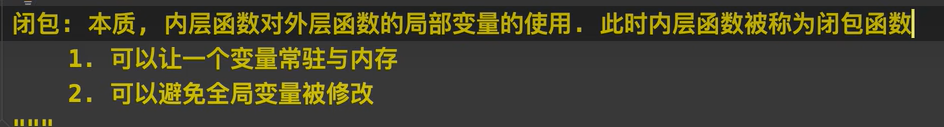 闭包: 本质, 内层函数对外层函数的局部变量的使用. 此时内层函数被称为闭包函数
1. 可以让一个变量常驻与内存
2. 可以避免全局变量被修改
"""